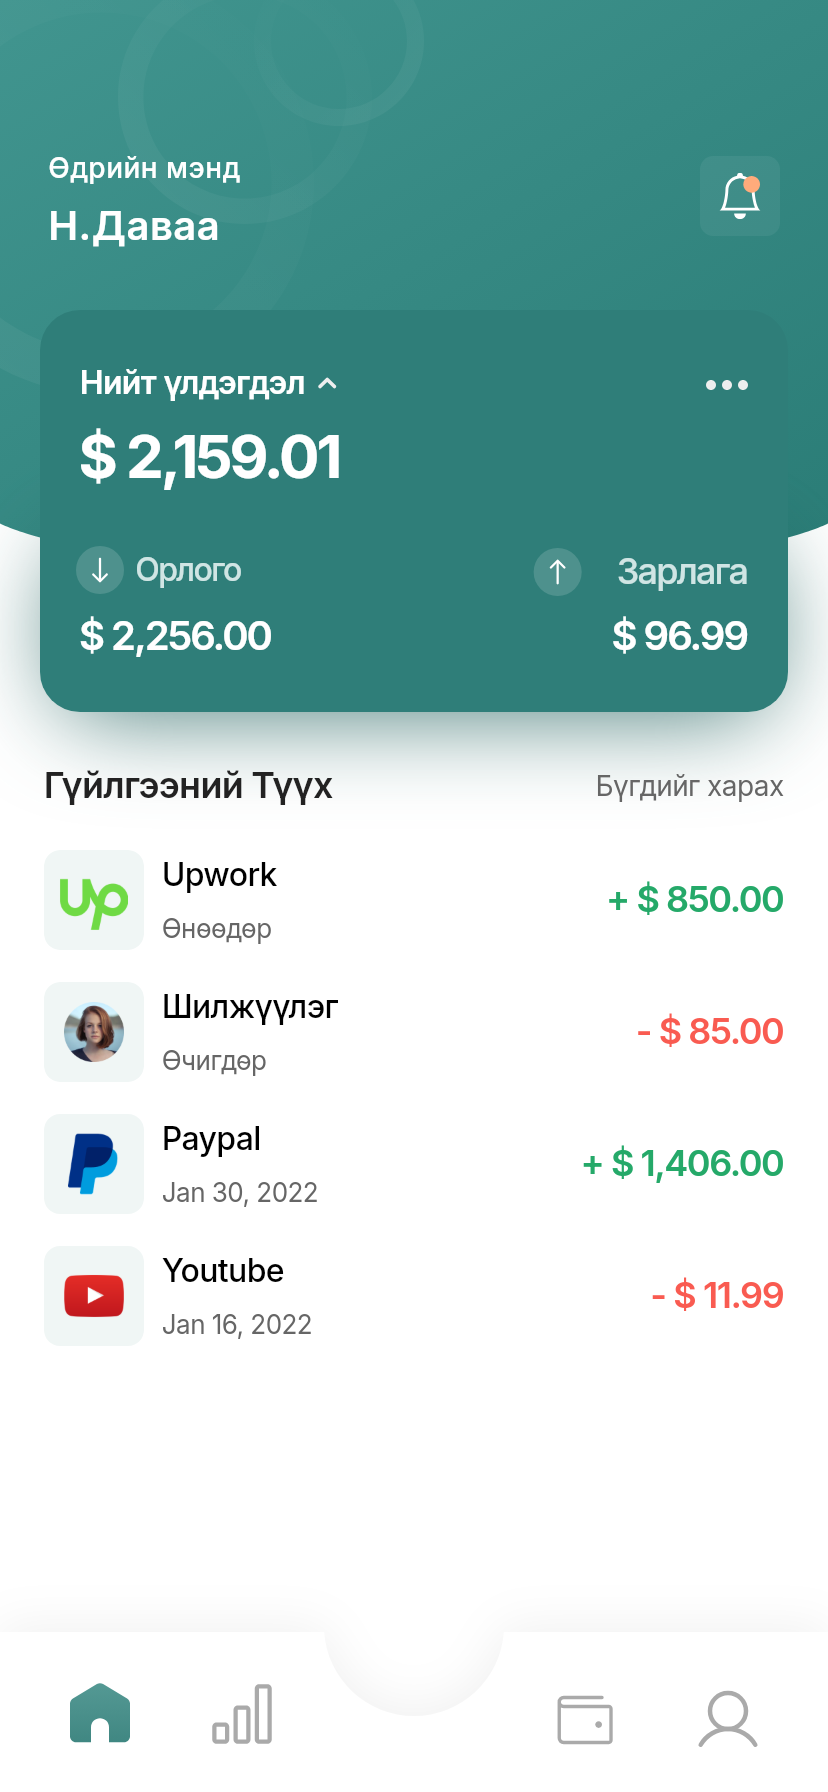 Өдрийн мэнд
Н.Даваа
Нийт үлдэгдэл
$ 2,159.01
Орлого
Зарлага
$ 2,256.00
$ 96.99
Гүйлгээний Түүх
Бүгдийг харах
up
Upwork
Өнөөдөр
+ $ 850.00
Шилжүүлэг
Өчигдөр
- $ 85.00
Paypal
Jan 30, 2022
+ $ 1,406.00
Youtube
Jan 16, 2022
- $ 11.99